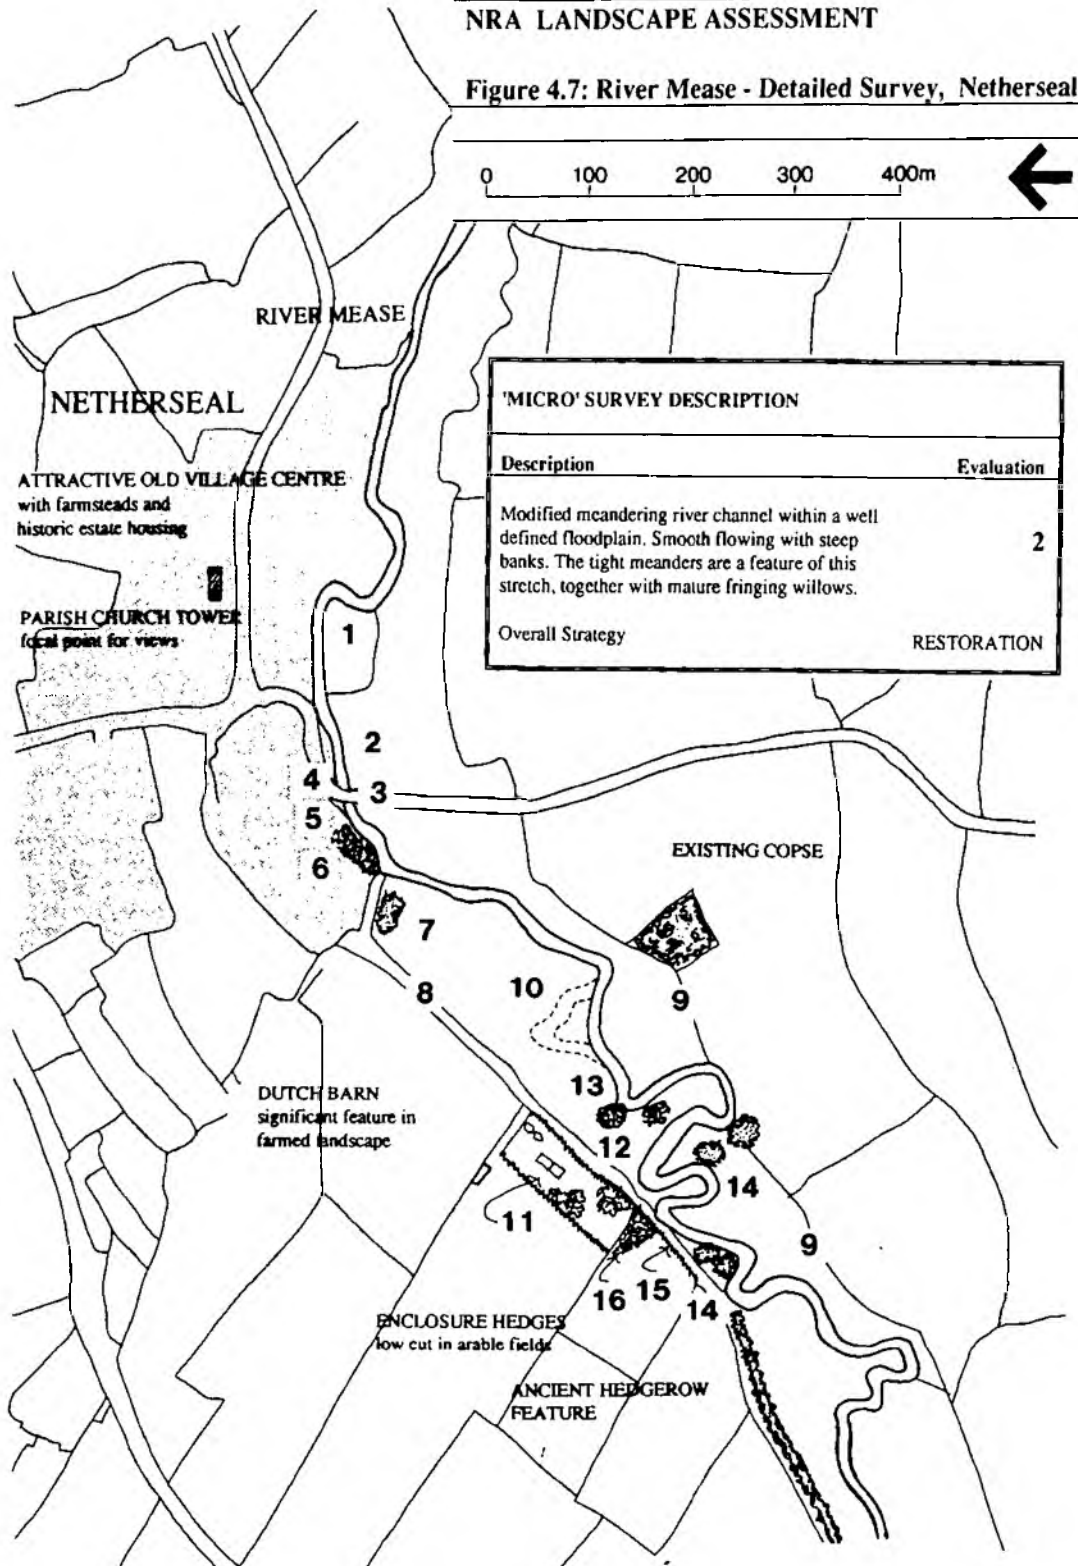 NRA LANDSCAPE ASSESSMENT
Figure 4.7: River Mease - Detailed Survey, Netherseal
0 100 200 300 400m
RIVER MEASE
NETHERSEAL
'MICRO' SURVEY DESCRIPTION
Description Evaluation
Modified meandering river channel within a well
defined floodplain. Smooth flowing with steep
banks. The tight meanders are a feature of this
stretch, together with mature fringing willows.
2
Overall Strategy RESTORATION
ATTRACTIVE OLD VILLAGE CENTRE
with farmsteads and
historic estate housing
PARISH CHURCH TOWER
focal point for views
1
2
3
4
5
6
EXISTING COPSE
7
8
9
10
13
DUTCH BARN
significant feature in
farmed landscape
12
14
11
9
16
15
14
ENCLOSURE HEDGES
low cut in arable fields
ANCIENT HEDGEROW
FEATURE